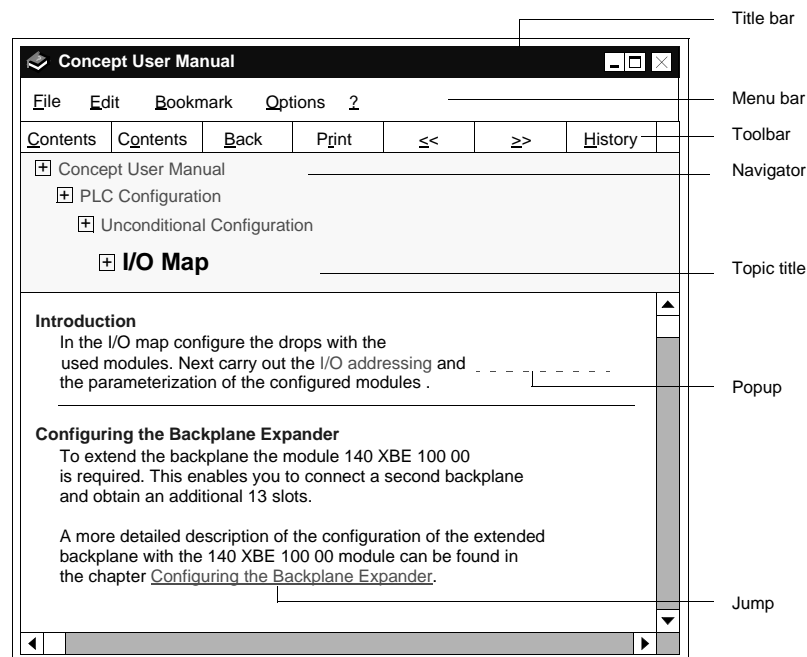 Title bar
Concept User Manual
File Edit Bookmark Options ?
Menu bar
Contents Contents Back Print << >> History
Toolbar
Concept User Manual
Navigator
PLC Configuration
Unconditional Configuration
I/O Map
Topic title
Introduction
In the I/O map configure the drops with the
used modules. Next carry out the I/O addressing and
the parameterization of the configured modules .
Popup
Configuring the Backplane Expander
To extend the backplane the module 140 XBE 100 00
is required. This enables you to connect a second backplane
and obtain an additional 13 slots.
A more detailed description of the configuration of the extended
backplane with the 140 XBE 100 00 module can be found in
the chapter Configuring the Backplane Expander.
Jump